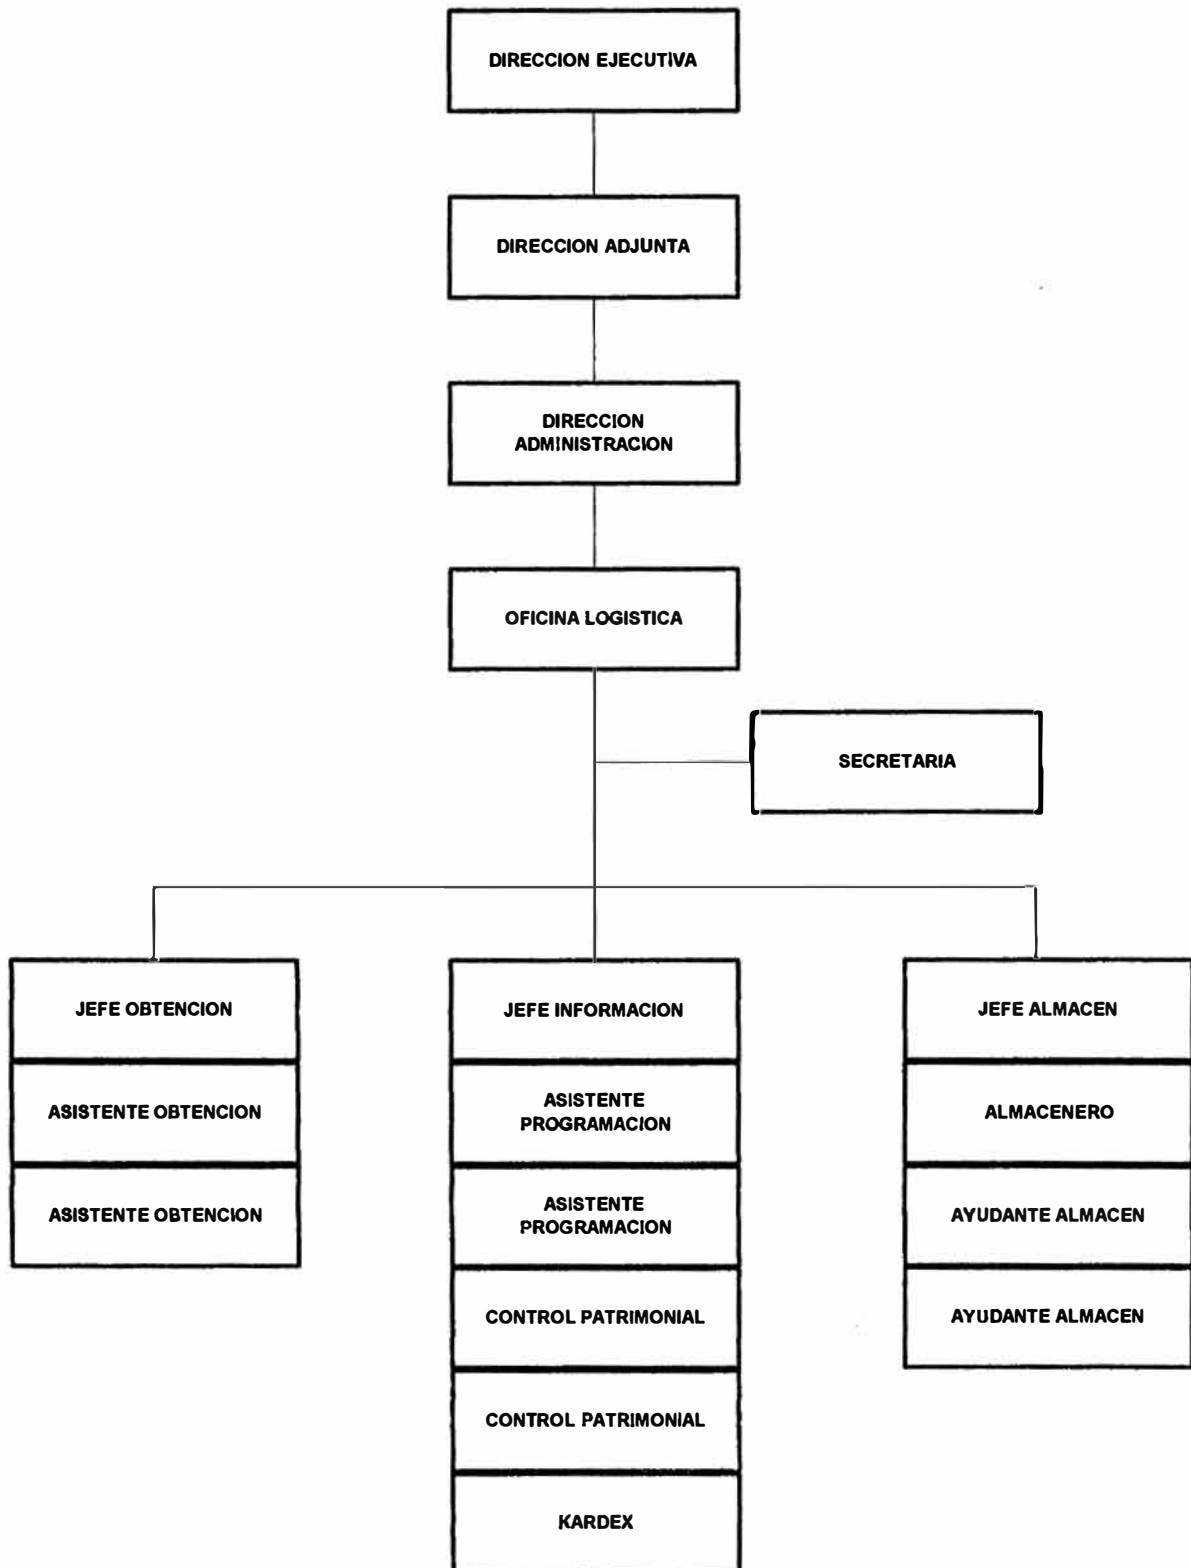 DIRECCION EJECUTIVA
DIRECCION ADJUNTA
DIRECCION
ADMINISTRACION
OFICINA LOGISTICA
SECRETARIA
JEFE OBTENCION
ASISTENTE OBTENCION
ASISTENTE OBTENCION
JEFE INFORMACION
ASISTENTE
PROGRAMACION
ASISTENTE
PROGRAMACION
CONTROL PATRIMONIAL
CONTROL PATRIMONIAL
KARDEX
JEFE ALMACEN
ALMACENERO
AYUDANTE ALMACEN
AYUDANTE ALMACEN